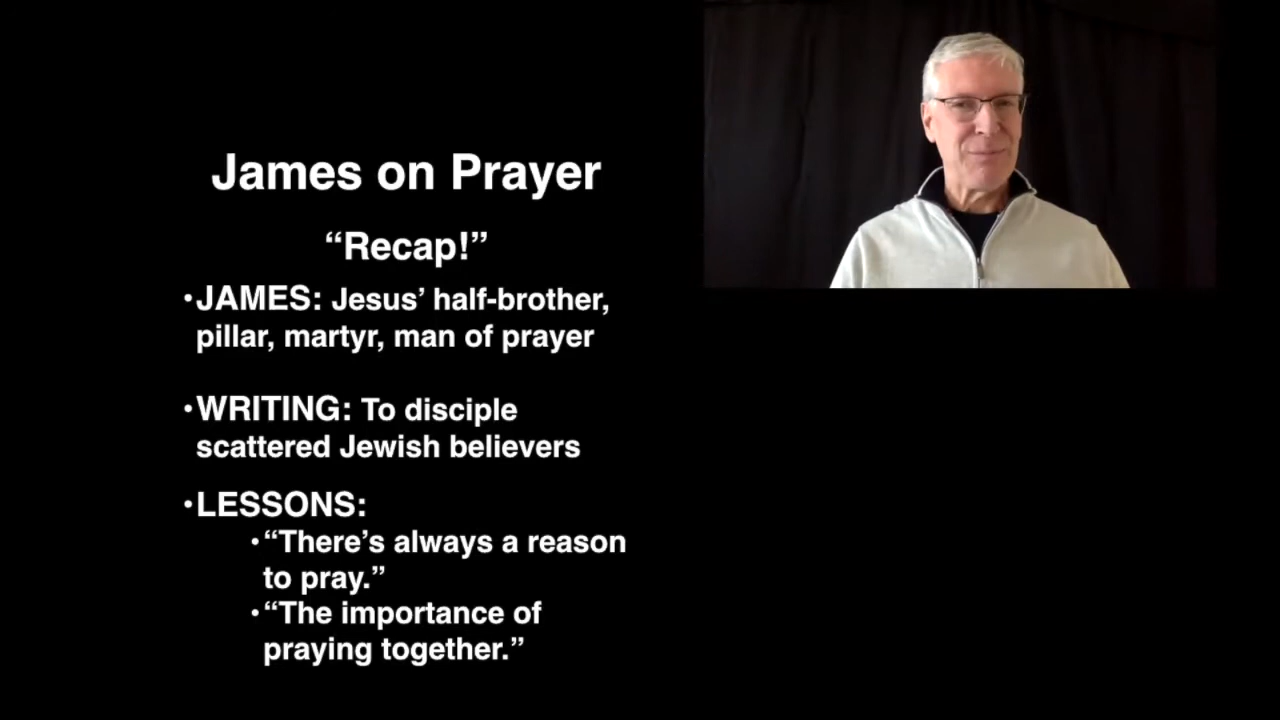 James on Prayer
“Recap!”
•JAMES: Jesus’ half-brother,
pillar, martyr, man of prayer
•WRITING: To disciple
scattered Jewish believers
•LESSONS:
•“There’s always a reason
to pray.”
•“The importance of
praying together.”